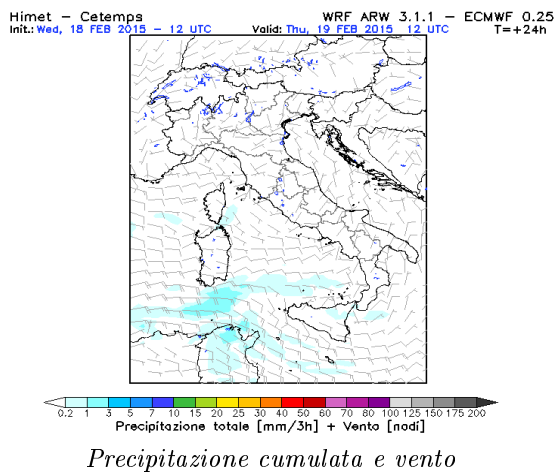 Himet – Cetemps WRF ARW 3.1.1 – ECMWF 0.25
Init.: Wed, 18 FEB 2015 – 12 UTC Valid: Thu, 19 FEB 2015 12 UTC T=+24h
0.2 1 3 5 7 10 15 20 25 30 40 50 60 70 80 100 125 150 175 200
Precipitazione totale [mm/3h] + Vento [nodi]
Precipitazione cumulata e vento